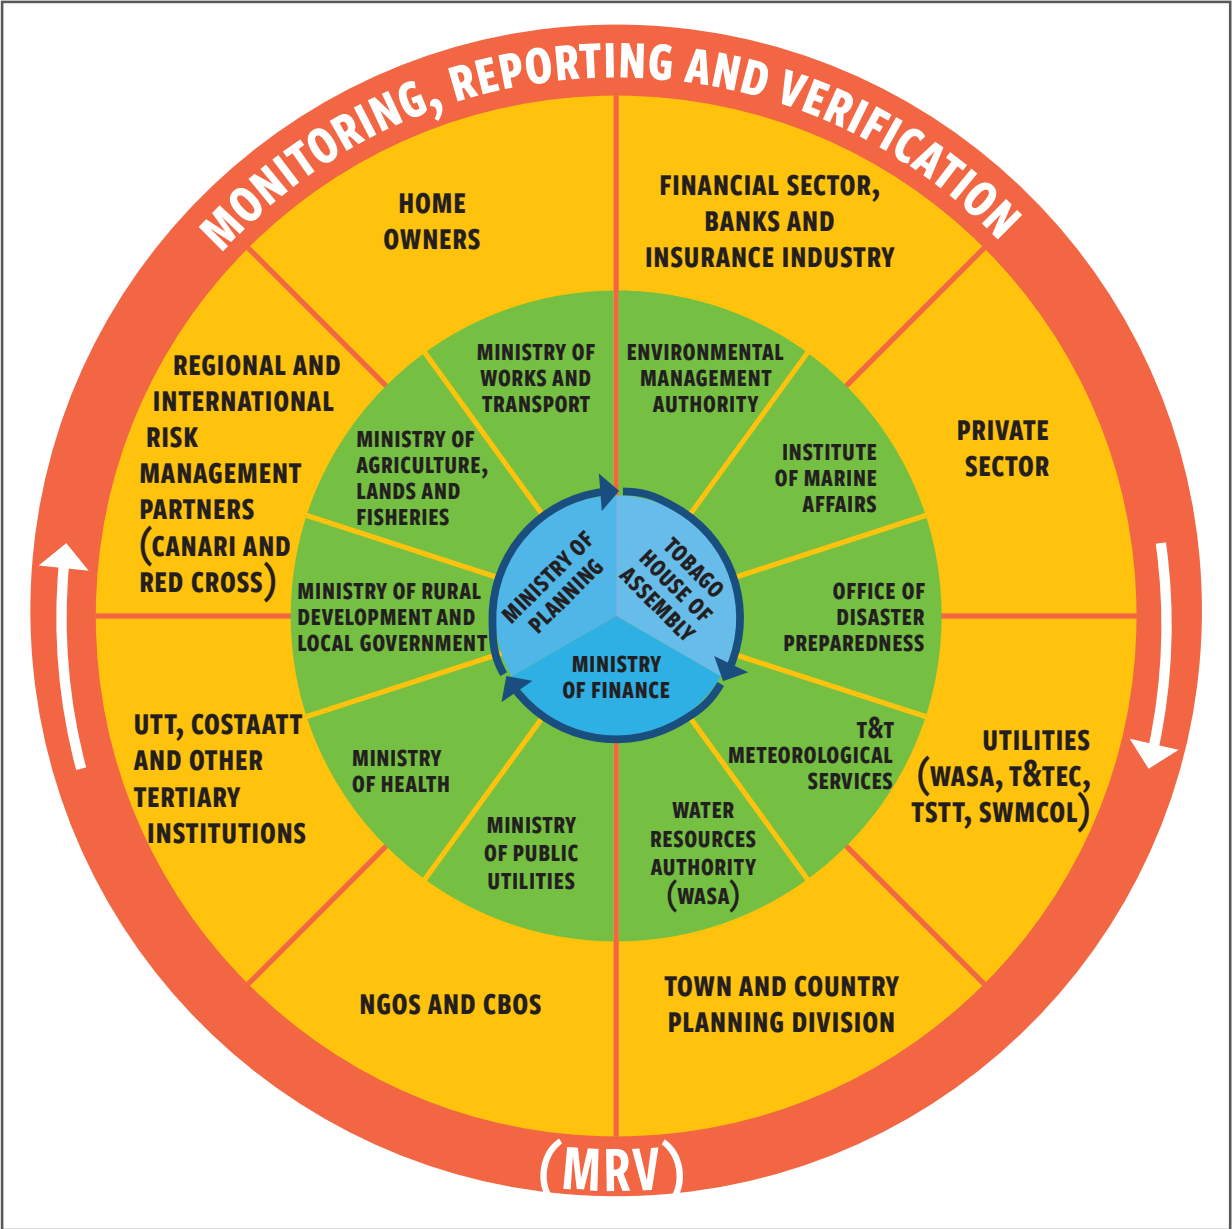 MONITORING, REPORTING AND VERIFICATION
HOME
OWNERS
FINANCIAL SECTOR,
BANKS AND
INSURANCE INDUSTRY
PRIVATE
SECTOR
UTILITIES
(WASA, T&TEC,
TSTT, SWMCOL)
TOWN AND COUNTRY
PLANNING DIVISION
NGOS AND CBOS
UTT, COSTAATT
AND OTHER
TERTIARY
INSTITUTIONS
REGIONAL AND
INTERNATIONAL
RISK
MANAGEMENT
PARTNERS
(CANARI AND
RED CROSS)
MINISTRY OF
WORKS AND
TRANSPORT
ENVIRONMENTAL
MANAGEMENT
AUTHORITY
INSTITUTE
OF MARINE
AFFAIRS
OFFICE OF
DISASTER
PREPAREDNESS
T&T
METEOROLOGICAL
SERVICES
WATER
RESOURCES
AUTHORITY
(WASA)
MINISTRY
OF PUBLIC
UTILITIES
MINISTRY
OF HEALTH
MINISTRY OF RURAL
DEVELOPMENT AND
LOCAL GOVERNMENT
MINISTRY OF
AGRICULTURE,
LANDS AND
FISHERIES
MINISTRY OF
PLANNING
TOBAGO
HOUSE OF
ASSEMBLY
MINISTRY
OF FINANCE
(MRV)